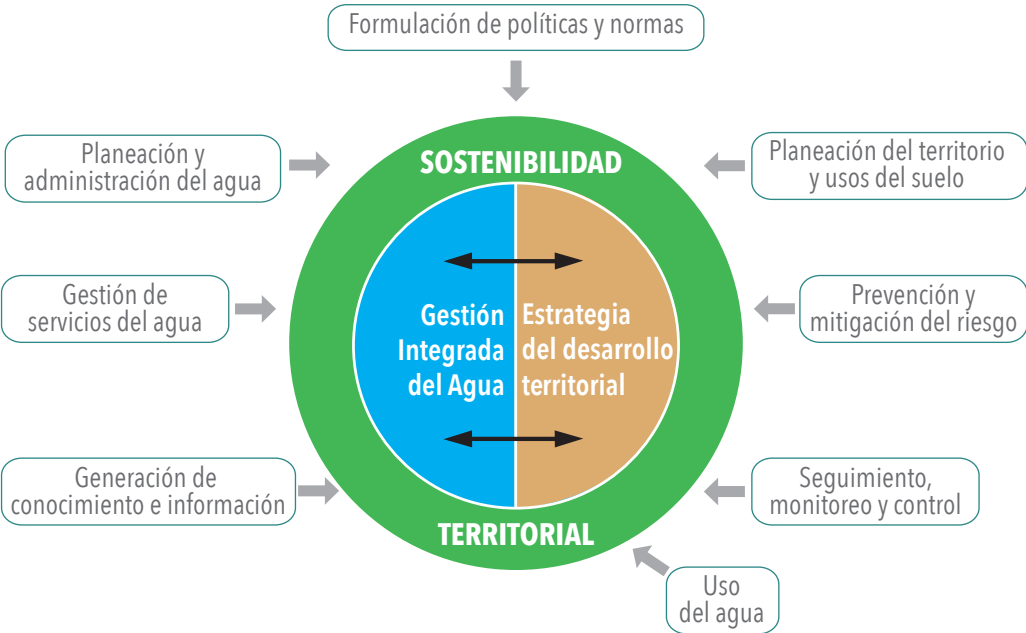 Formulación de políticas y normas
Planeación y
administración del agua
SOSTENIBILIDAD
Planeación del territorio
y usos del suelo
Gestión de
servicios del agua
Gestión
Integrada
del Agua
Estrategia
del desarrollo
territorial
Prevención y
mitigación del riesgo
Generación de
conocimiento e información
TERRITORIAL
Seguimiento,
monitoreo y control
Uso
del agua